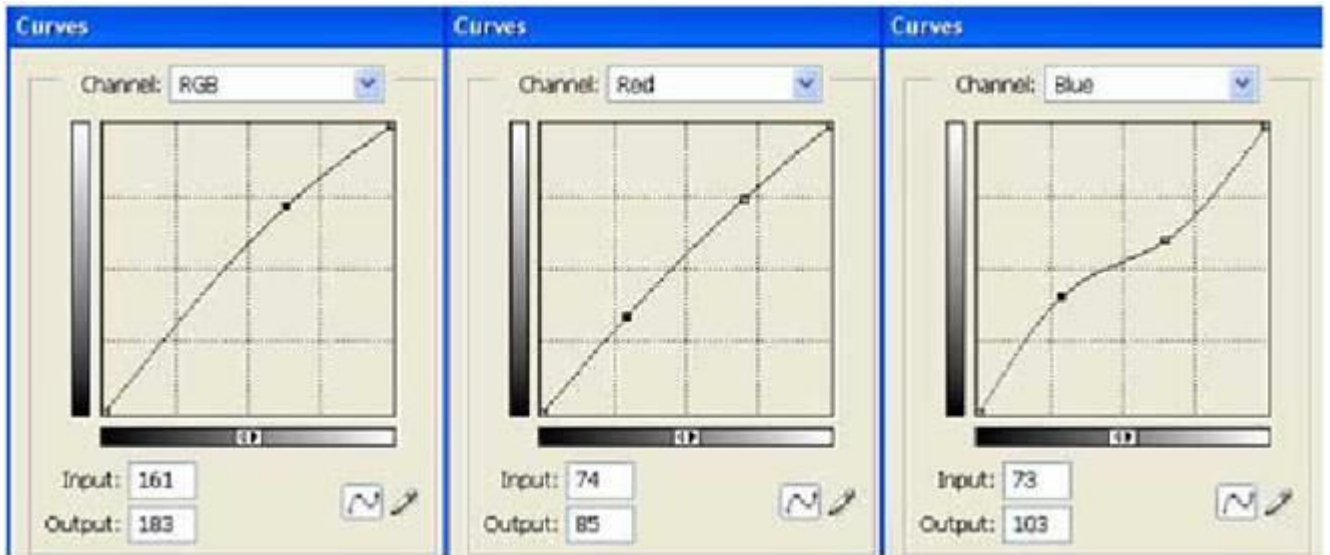 Curves
Channel: RGB
Input: 161
Output: 183
Curves
Channel: Red
Input: 74
Output: 85
Curves
Channel: Blue
Input: 73
Output: 103